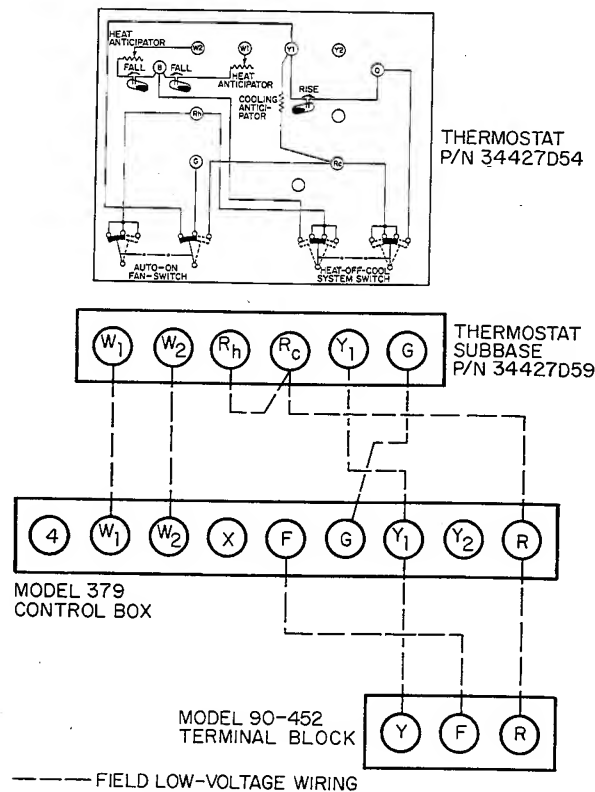 HEAT
ANTICIPATOR
W2
W1
Y1
Y2
FALL
B
FALL
HEAT
ANTICIPATOR
RISE
O
COOLING
ANTICI-
PATOR
Rh
G
Rc
AUTO-ON
FAN-SWITCH
HEAT-OFF-COOL
SYSTEM SWITCH
THERMOSTAT
P/N 34427D54
W1 W2 Rh Rc Y1 G
THERMOSTAT
SUBBASE
P/N 34427D59
4 W1 W2 X F G Y1 Y2 R
MODEL 379
CONTROL BOX
MODEL 90-452
TERMINAL BLOCK
Y F R
FIELD LOW-VOLTAGE WIRING